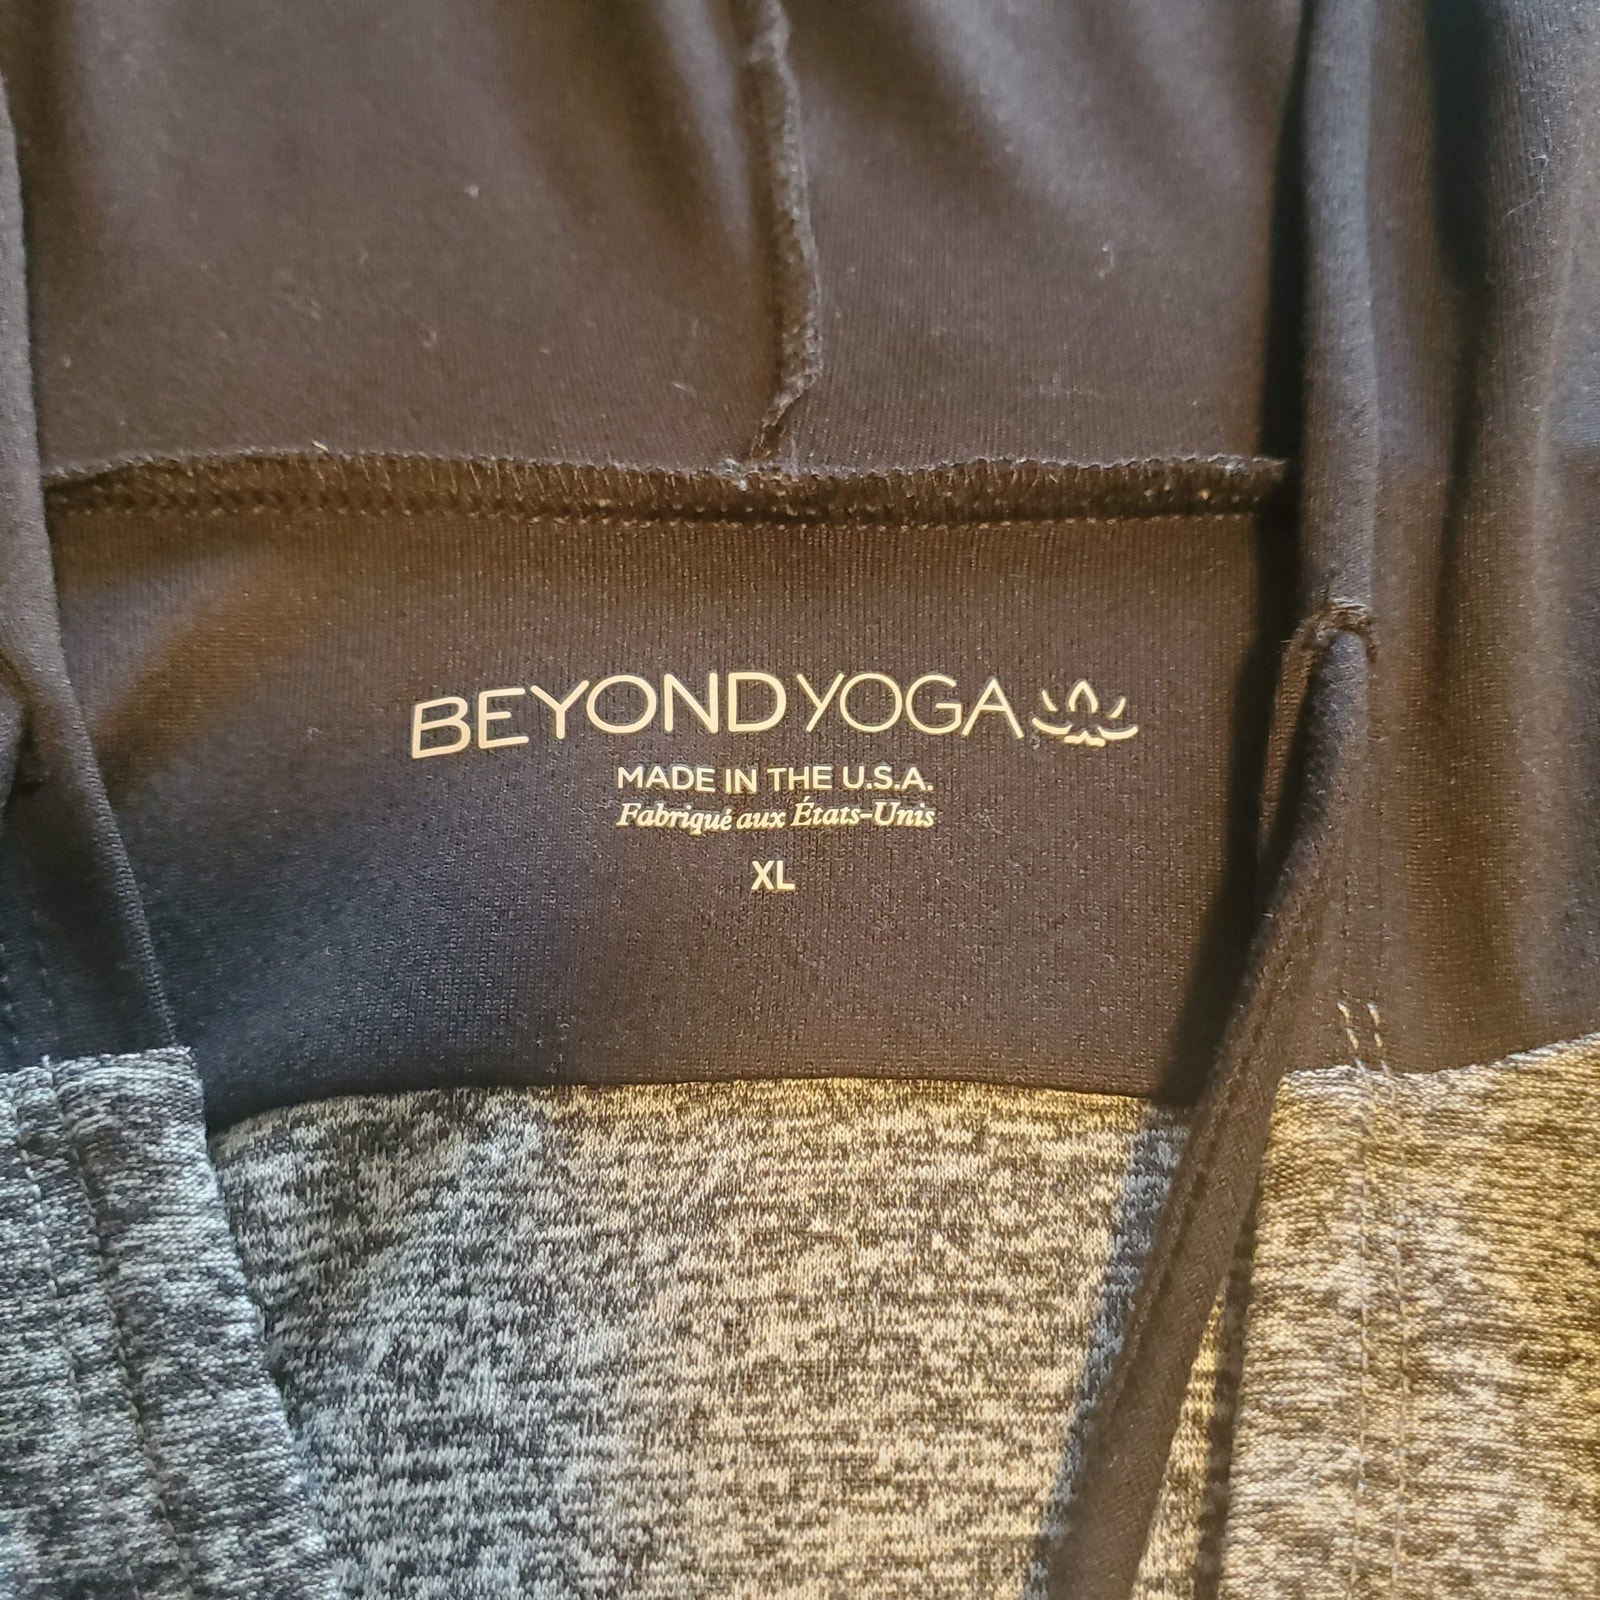 BEYOND YOGA
MADE IN THE U.S.A.
Fabriqué aux États-Unis
XL